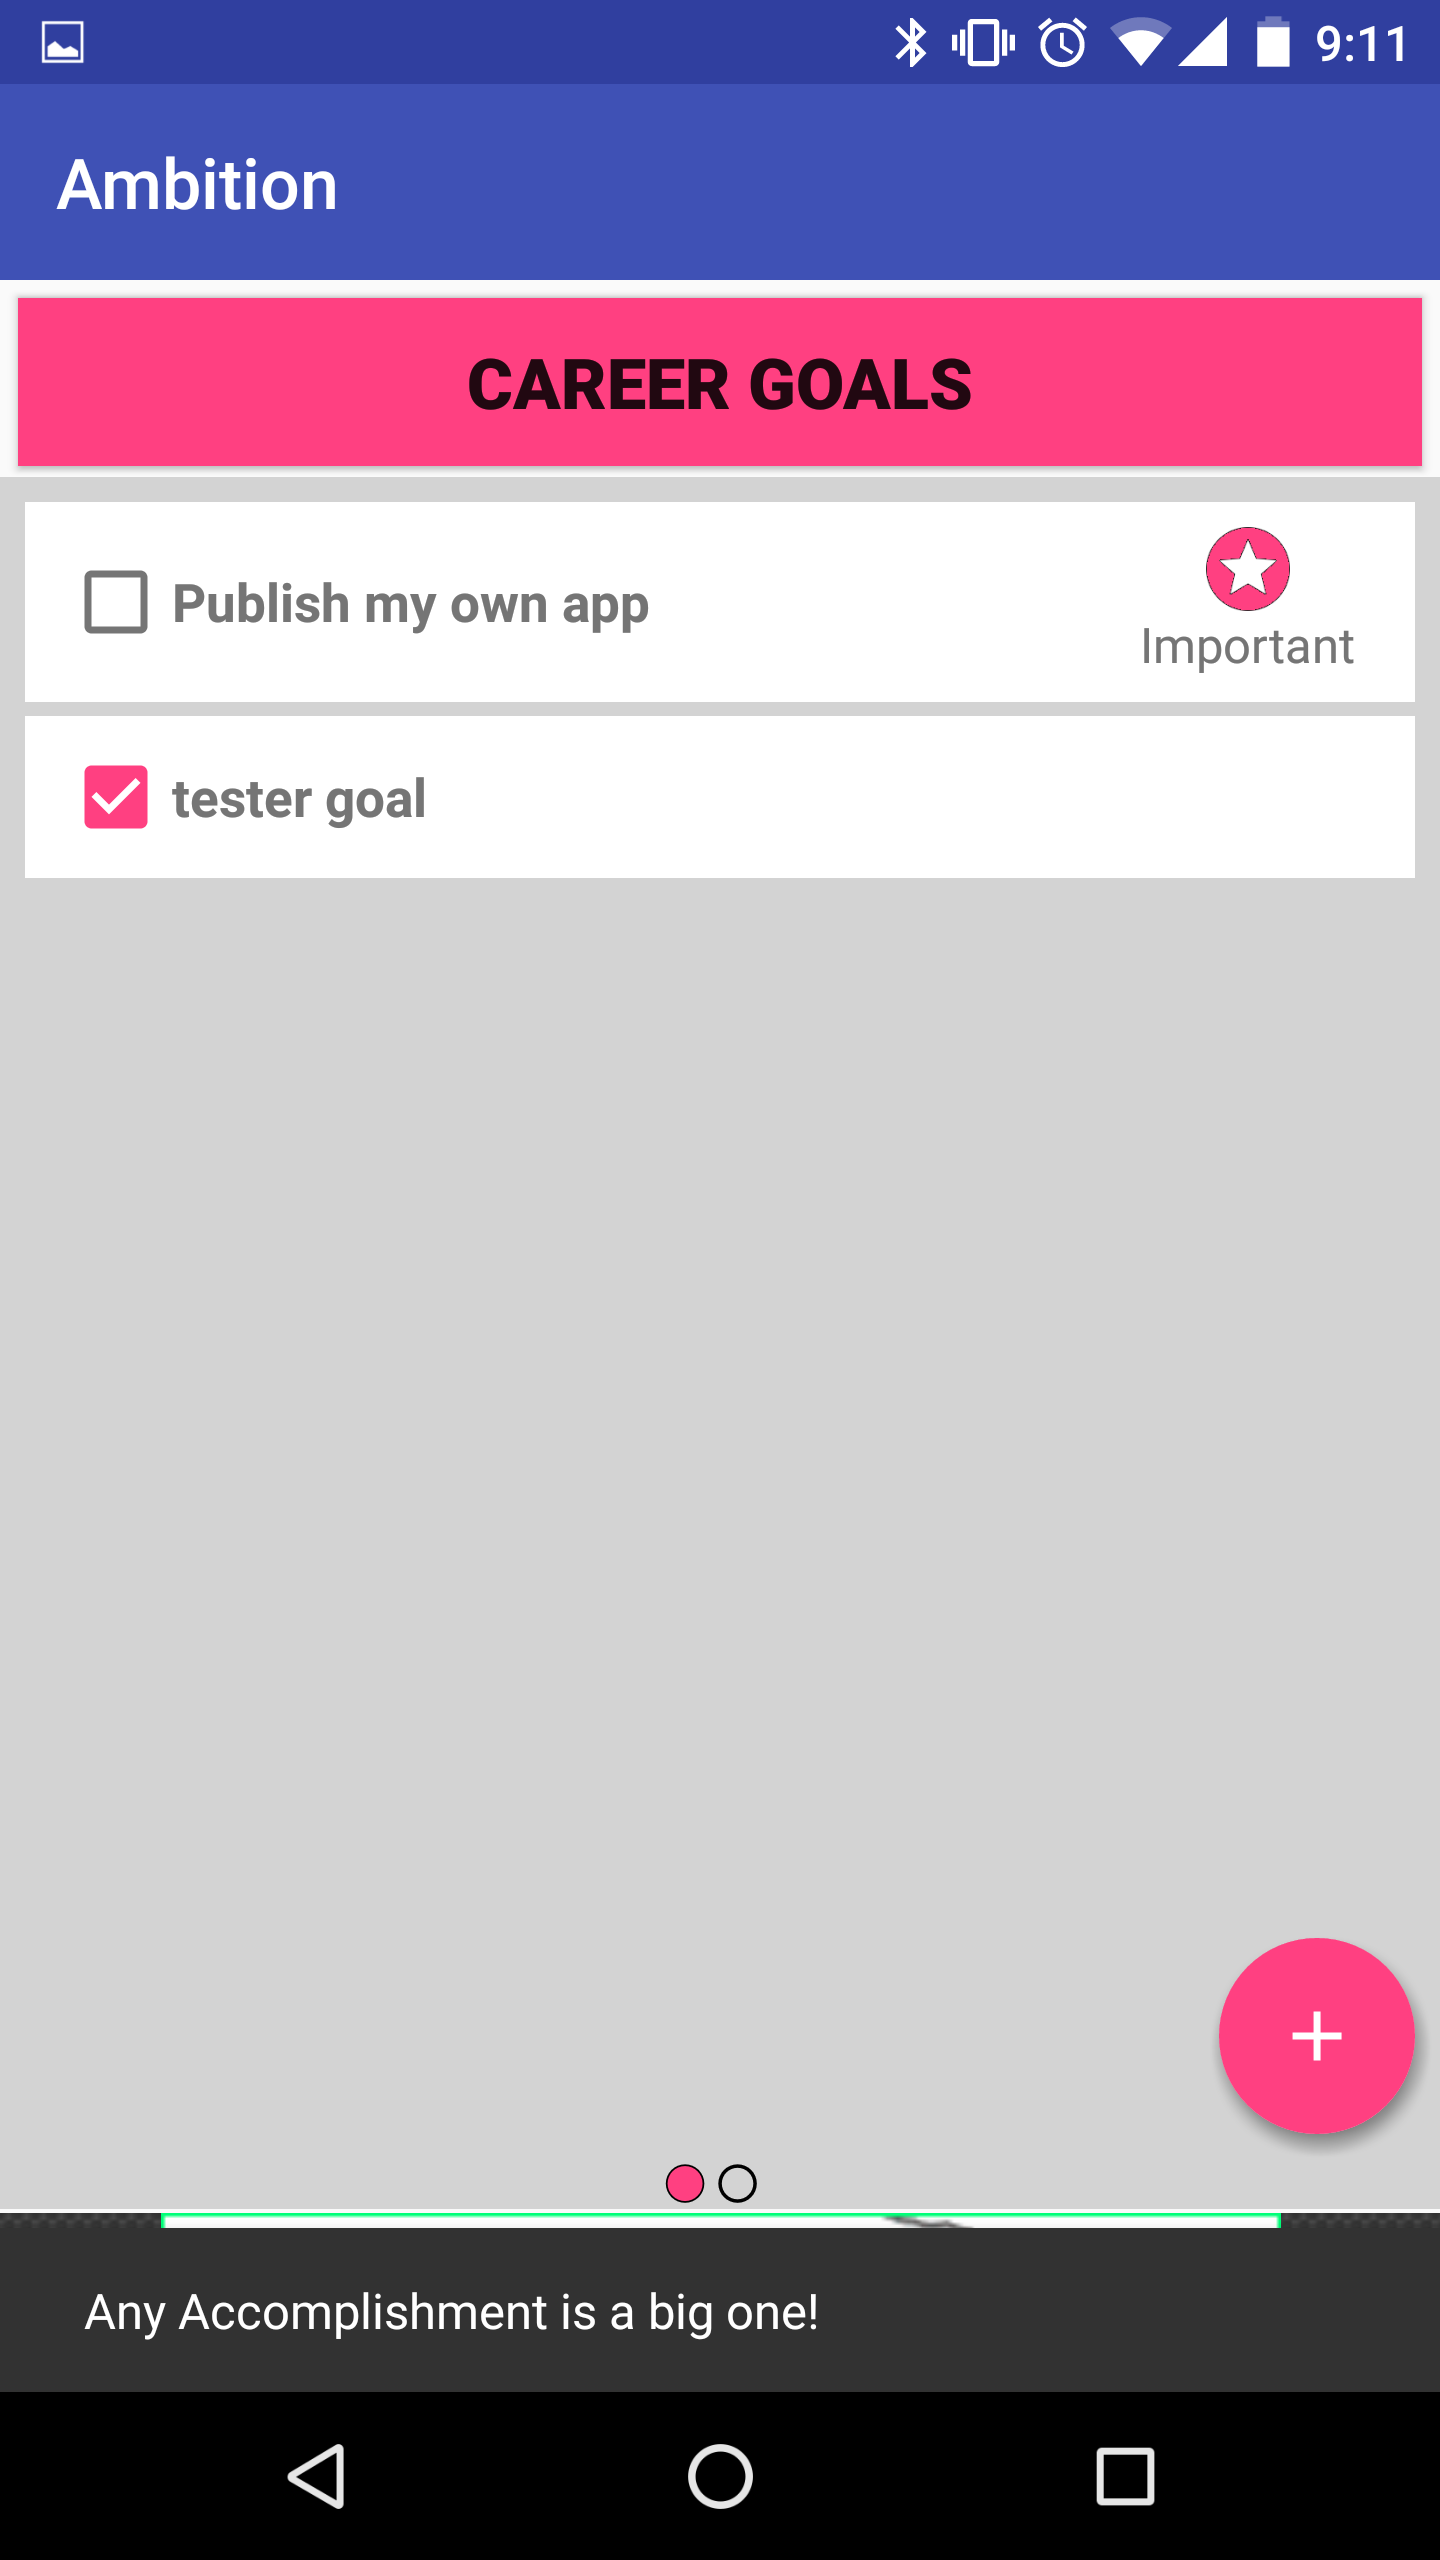 9:11
Ambition
CAREER GOALS
Publish my own app
Important
tester goal
Any Accomplishment is a big one!